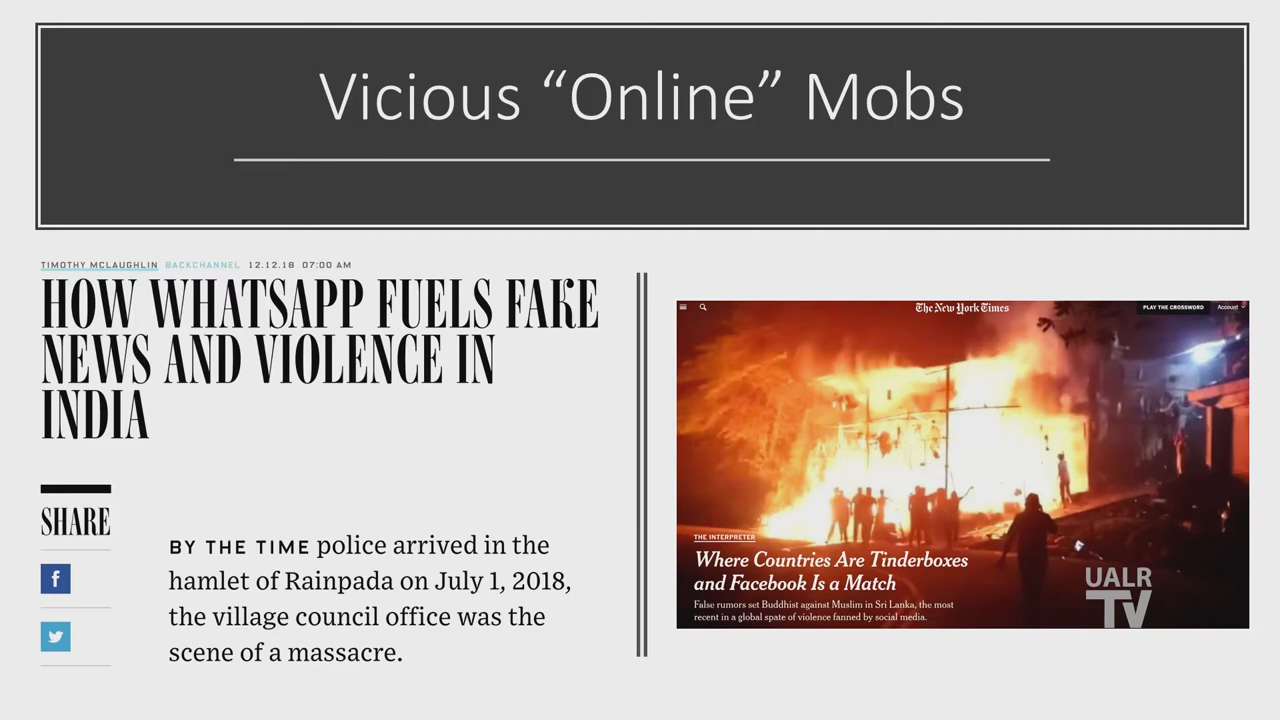 Vicious “Online” Mobs
TIMOTHY MCLAUGHLIN BACKCHANNEL 12.12.18 07:00 AM
HOW WHATSAPP FUELS FAKE
NEWS AND VIOLENCE IN
INDIA
SHARE
f
BY THE TIME police arrived in the
hamlet of Rainpada on July 1, 2018,
the village council office was the
scene of a massacre.
The New York Times
PLAY THE CROSSWORD
Account
THE INTERPRETER
Where Countries Are Tinderboxes
and Facebook Is a Match
False rumors set Buddhist against Muslim in Sri Lanka, the most
recent in a global spate of violence fanned by social media.
UALR
TV